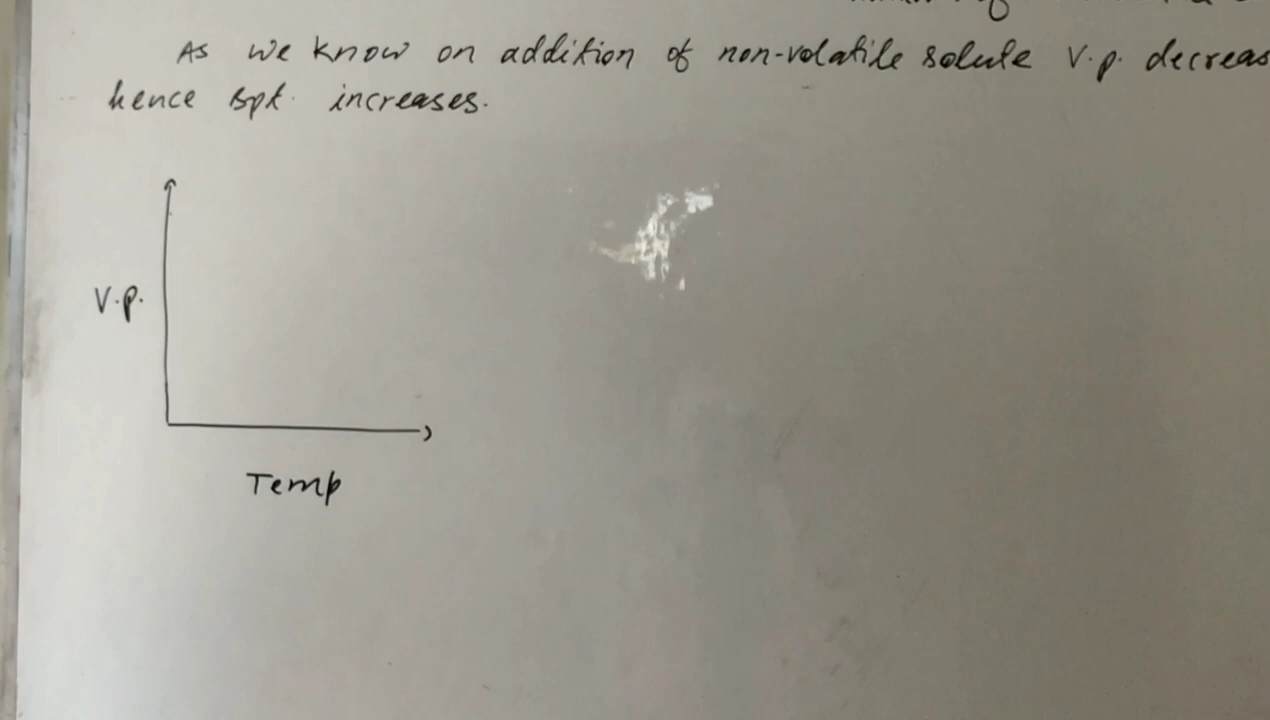 As we know on addition of non-volatile solute V.p. decreas
hence Bpt. increases.
V.p.
Temp